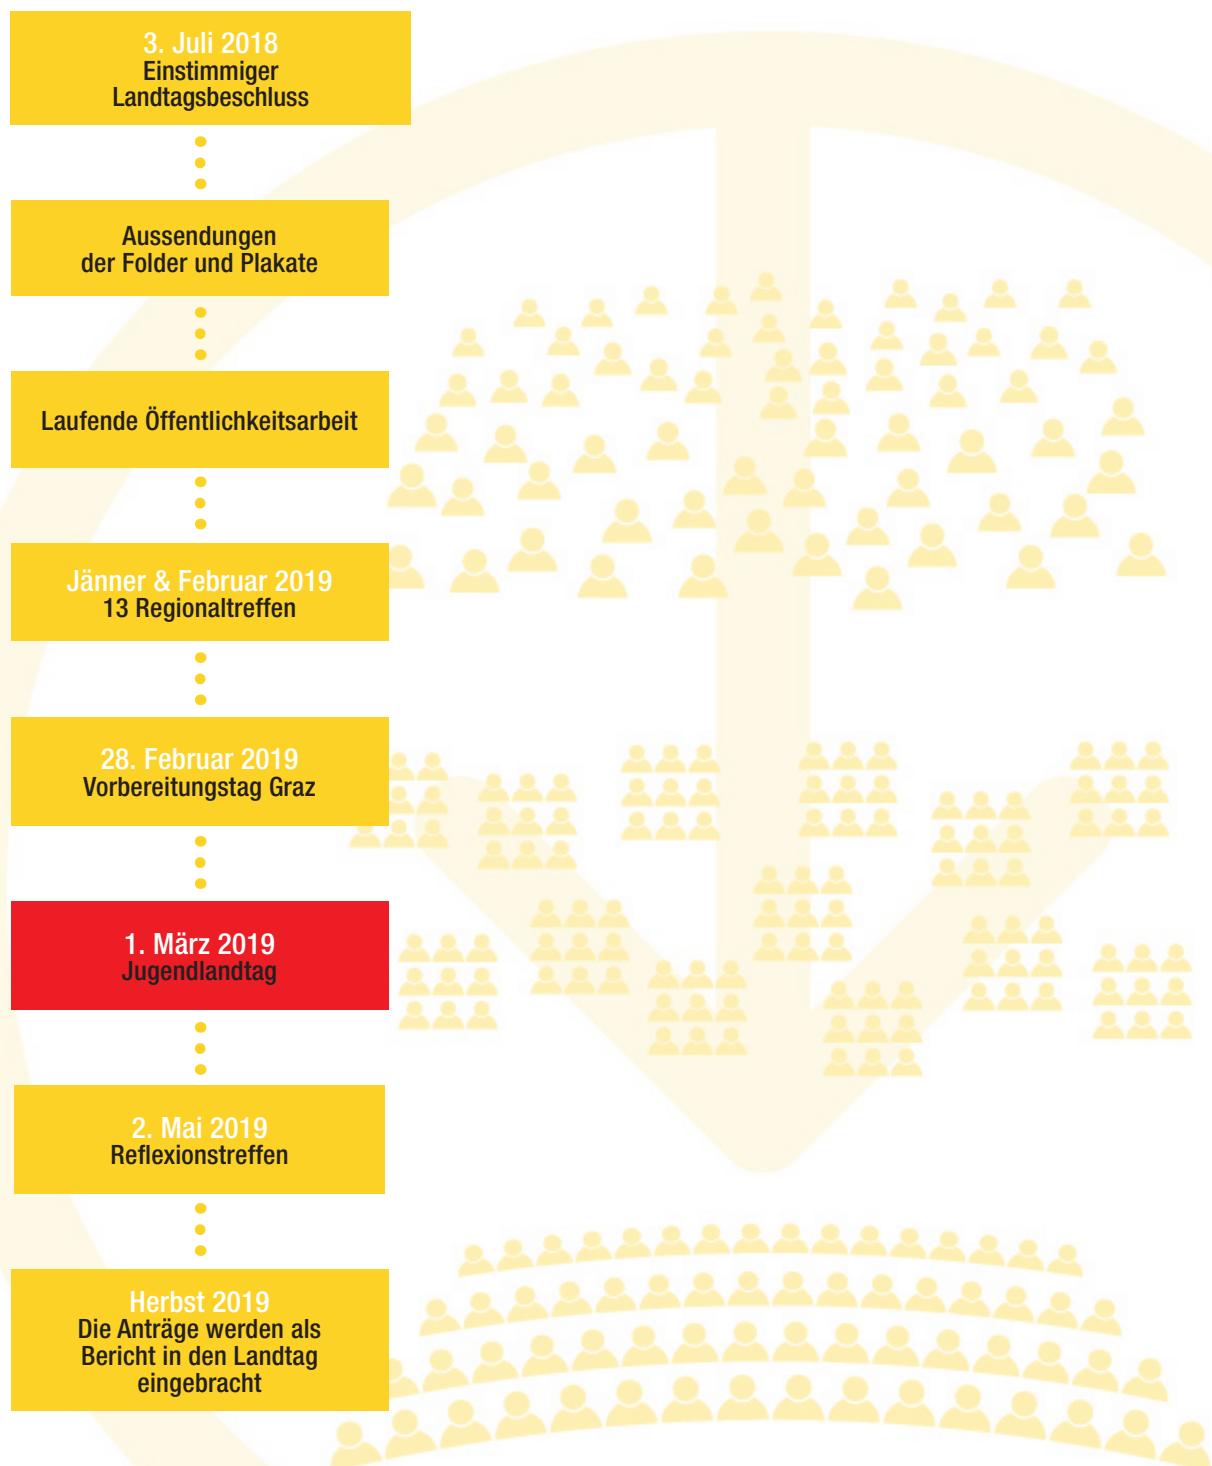 3. Juli 2018
Einstimmiger
Landtagsbeschluss
Aussendungen
der Folder und Plakate
Laufende Öffentlichkeitsarbeit
Jänner & Februar 2019
13 Regionaltreffen
28. Februar 2019
Vorbereitungstag Graz
1. März 2019
Jugendlandtag
2. Mai 2019
Reflexionstreffen
Herbst 2019
Die Anträge werden als
Bericht in den Landtag
eingebracht